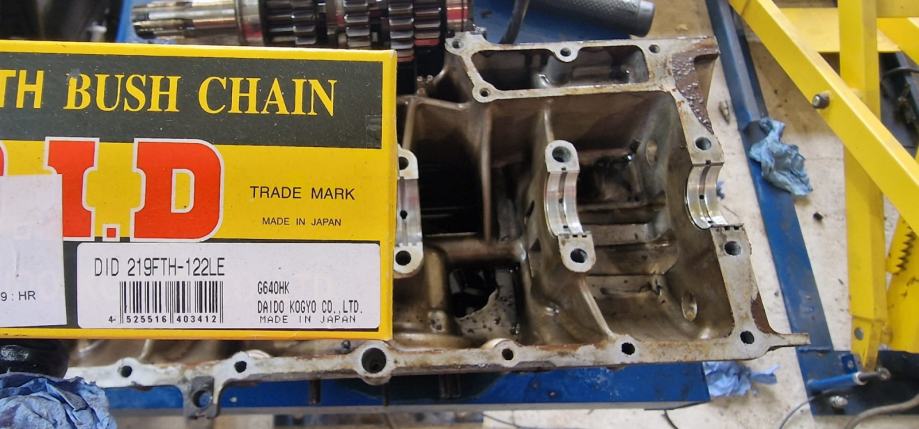 TH BUSH CHAIN
.I.D
TRADE MARK
MADE IN JAPAN
DID 219FTH-122LE
G640HK
DAIDO KOGYO CO.,LTD.
MADE IN JAPAN
4 525516 403412
9 : HR